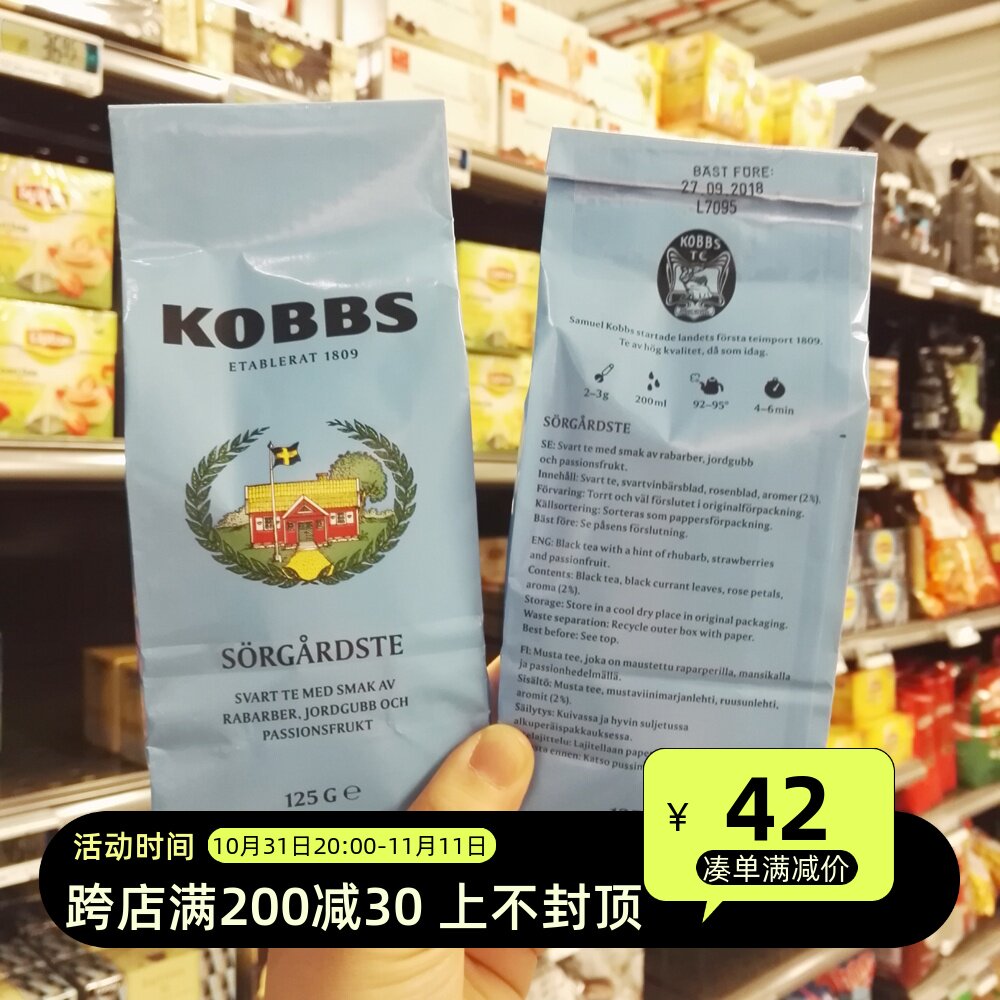 KOBBS
ETABLERAT 1809
SÖRGÅRDSTE
SVART TE MED SMAK AV
RABARBER, JORDGUBB OCH
PASSIONSFRUKT
125 G ℮
BÄST FÖRE:
27.09.2018
L7095
KOBBS
TE
Samuel Kobbs startade landets första teimport 1809.
Te av hög kvalitet, då som idag.
2–3g
200ml
92–95°
4–6min
SÖRGÅRDSTE
SE: Svart te med smak av rabarber, jordgubb
och passionsfrukt.
Innehåll: Svart te, svartvinbärsblad, rosenblad, aromer (2%).
Förvaring: Torrt och väl försluten i originalförpackning.
Källsortering: Sorteras som pappersförpackning.
Bäst före: Se påsens förslutning.
ENG: Black tea with a hint of rhubarb, strawberries
and passionfruit.
Contents: Black tea, black currant leaves, rose petals,
aroma (2%).
Storage: Store in a cool dry place in original packaging.
Waste separation: Recycle outer box with paper.
Best before: See top.
FI: Musta tee, joka on maustettu raparperilla, mansikalla
ja passionhedelmällä.
Sisältö: Musta tee, mustaviinimarjanlehti, ruusunlehti,
aromit (2%).
Säilytys: Kuivassa ja hyvin suljetussa
alkuperäispakkauksessa.
Lajitellaan
ennen: Katso
Lipton
活动时间 10月31日20:00-11月11日
跨店满200减30 上不封顶
¥ 42
凑单满减价